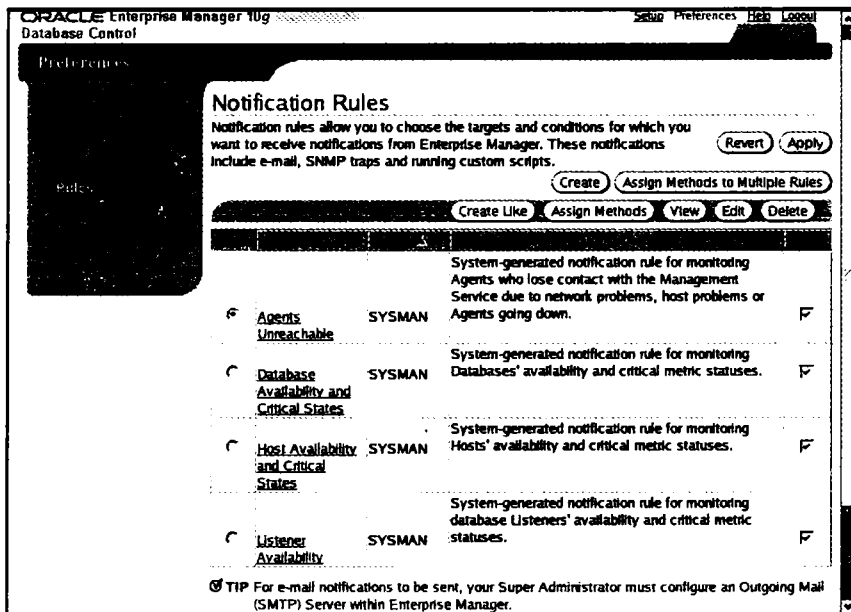 ORACLE Enterprise Manager 10g
Setup Preferences Help Logout
Database Control
Preferences
Rules
Notification Rules
Notification rules allow you to choose the targets and conditions for which you
want to receive notifications from Enterprise Manager. These notifications
include e-mail, SNMP traps and running custom scripts.
Revert Apply
Create Assign Methods to Multiple Rules
Create Like Assign Methods View Edit Delete
System-generated notification rule for monitoring
Agents who lose contact with the Management
Service due to network problems, host problems or
Agents going down.
Agents
Unreachable
SYSMAN
System-generated notification rule for monitoring
Databases' availability and critical metric statuses.
Database
Availability and
Critical States
SYSMAN
System-generated notification rule for monitoring
Hosts' availability and critical metric statuses.
Host Availability
and Critical
States
SYSMAN
System-generated notification rule for monitoring
database Listeners' availability and critical metric
statuses.
Listener
Availability
SYSMAN
TIP For e-mail notifications to be sent, your Super Administrator must configure an Outgoing Mail
(SMTP) Server within Enterprise Manager.